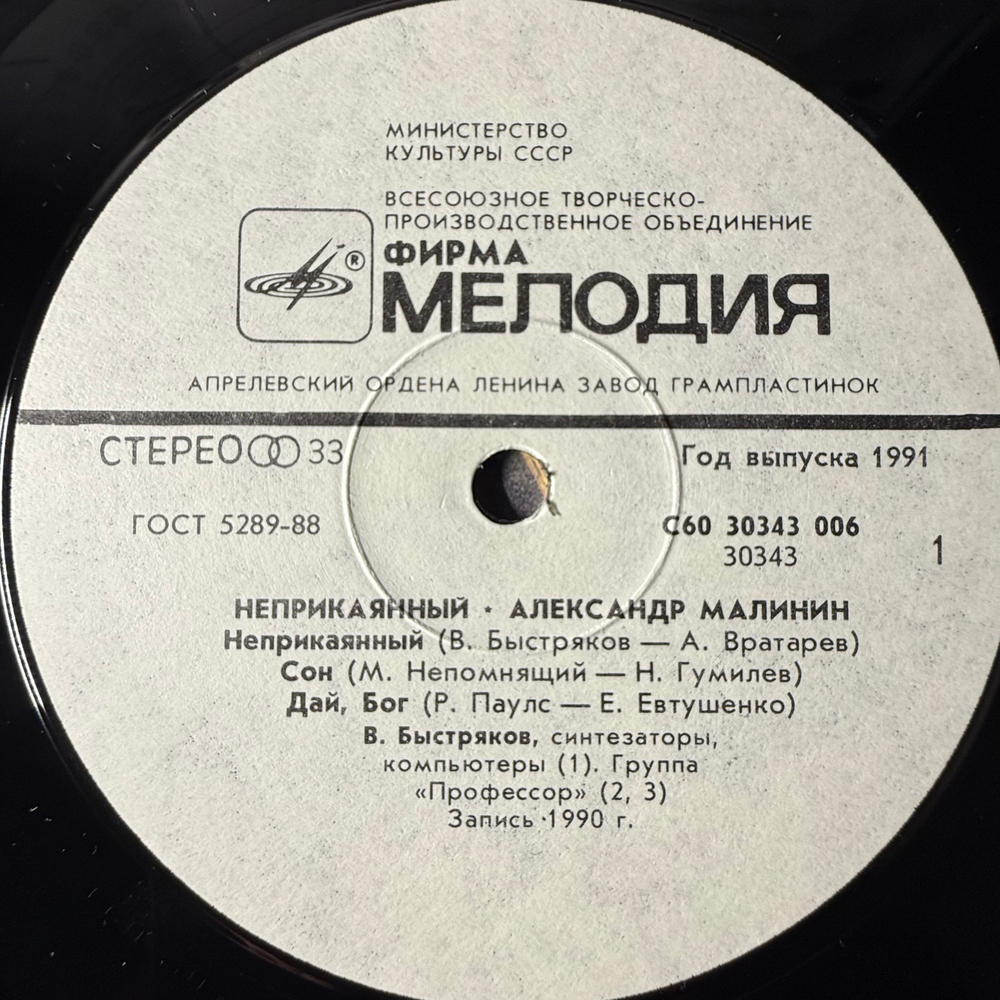 МИНИСТЕРСТВО
КУЛЬТУРЫ СССР
ВСЕСОЮЗНОЕ ТВОРЧЕСКО-
ПРОИЗВОДСТВЕННОЕ ОБЪЕДИНЕНИЕ
ФИРМА
®
МЕЛОДИЯ
АПРЕЛЕВСКИЙ ОРДЕНА ЛЕНИНА ЗАВОД ГРАМПЛАСТИНОК
СТЕРЕО 33
Год выпуска 1991
ГОСТ 5289-88
С60 30343 006
30343
1
НЕПРИКАЯННЫЙ · АЛЕКСАНДР МАЛИНИН
Неприкаянный (В. Быстряков — А. Вратарев)
Сон (М. Непомнящий — Н. Гумилев)
Дай, Бог (Р. Паулс — Е. Евтушенко)
В. Быстряков, синтезаторы,
компьютеры (1). Группа
«Профессор» (2, 3)
Запись ·1990 г.